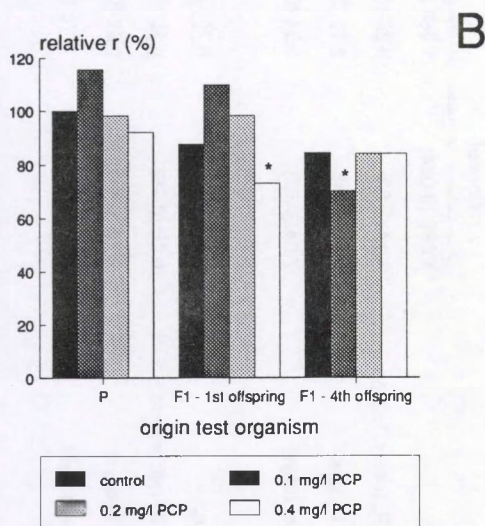 B
relative r (%)
120
100
80
60
40
20
0
*
*
P F1 - 1st offspring F1 - 4th offspring
origin test organism
control 0.1 mg/l PCP
0.2 mg/l PCP 0.4 mg/l PCP